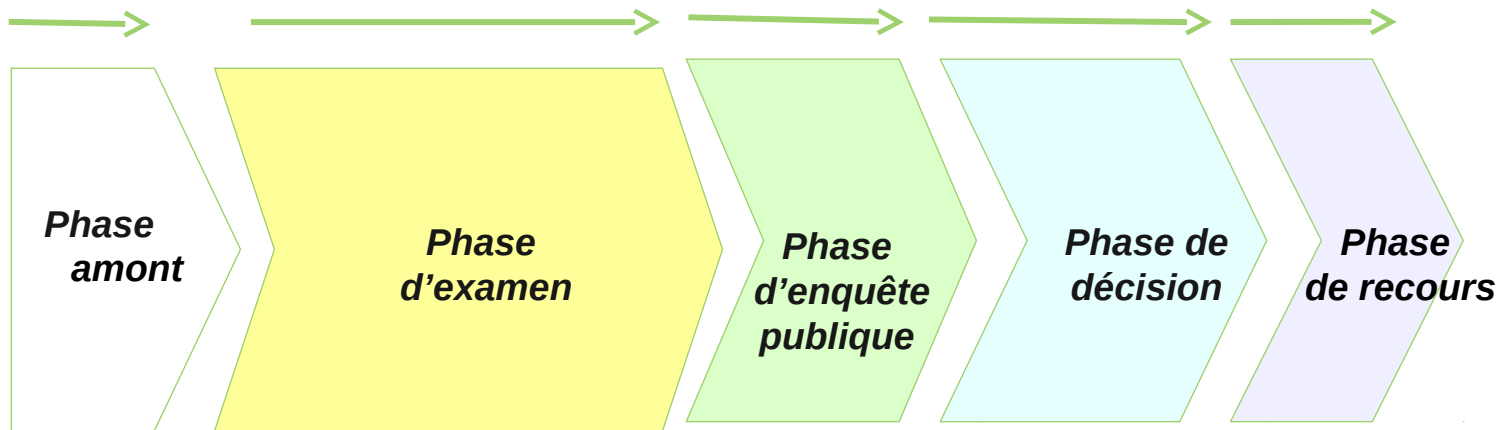 Phase
amont
Phase
d’examen
Phase
d’enquête
publique
Phase de
décision
Phase
de recours